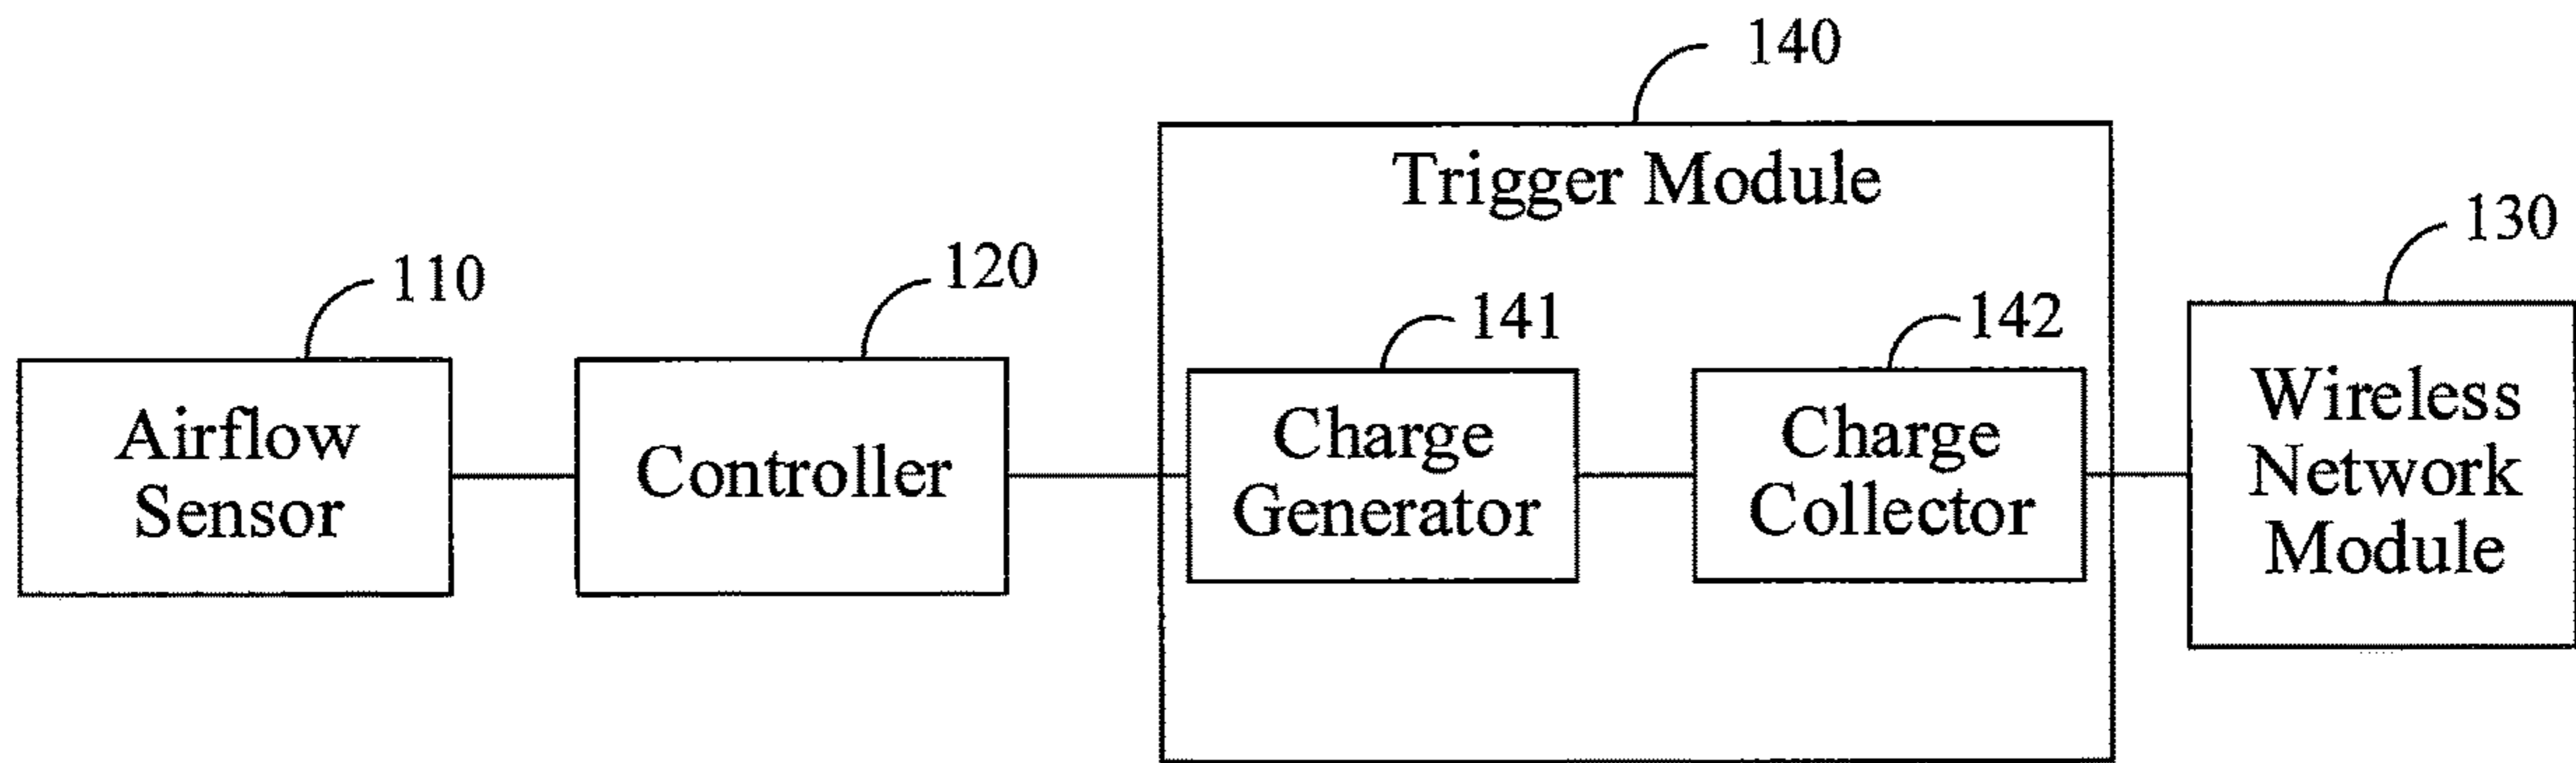 140
Trigger Module
130
110
120
141
142
Airflow
Sensor
Controller
Charge
Generator
Charge
Collector
Wireless
Network
Module